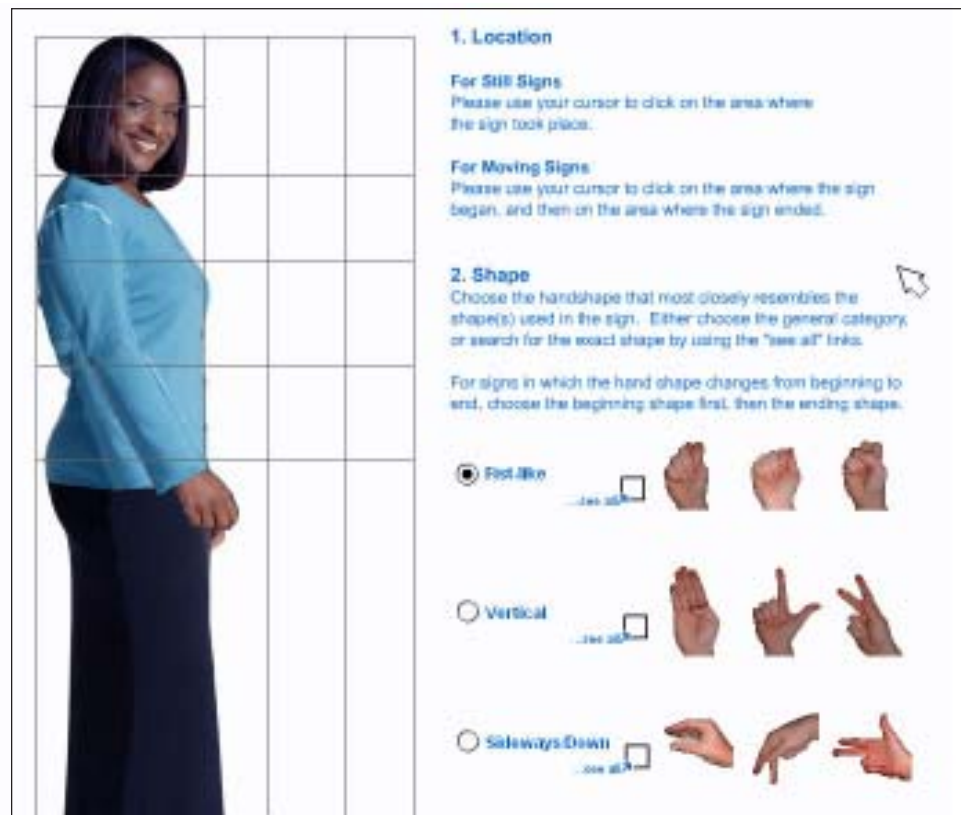 1. Location
For Still Signs
Please use your cursor to click on the area where
the sign took place.
For Moving Signs
Please use your cursor to click on the area where the sign
began, and then on the area where the sign ended.
2. Shape
Choose the handshape that most closely resembles the
shape(s) used in the sign. Either choose the general category,
or search for the exact shape by using the "see all" links.
For signs in which the hand shape changes from beginning to
end, choose the beginning shape first, then the ending shape.
Fist-like
...see all
Vertical
...see all
Sideways/Down
...see all